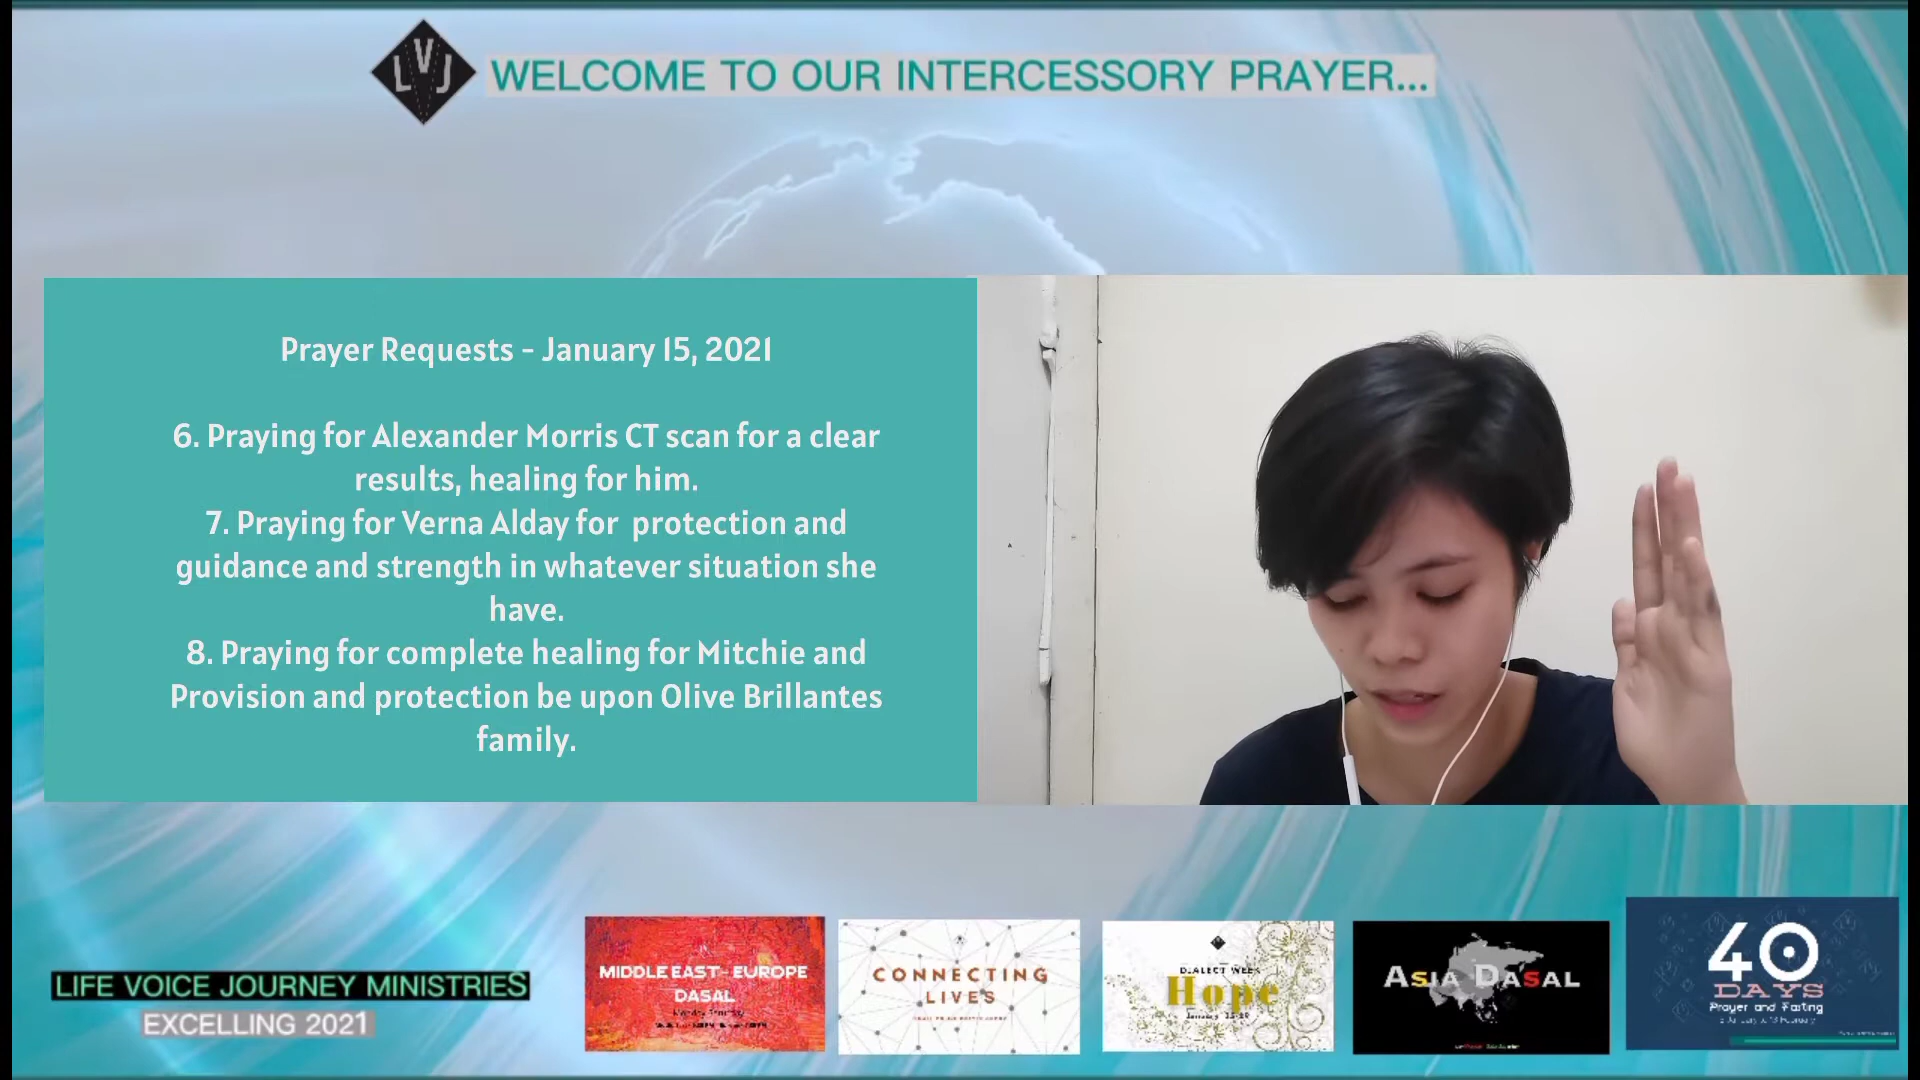 LVJ
WELCOME TO OUR INTERCESSORY PRAYER...
Prayer Requests - January 15, 2021
6. Praying for Alexander Morris CT scan for a clear
results, healing for him.
7. Praying for Verna Alday for  protection and
guidance and strength in whatever situation she
have.
8. Praying for complete healing for Mitchie and
Provision and protection be upon Olive Brillantes
family.
LIFE VOICE JOURNEY MINISTRIES
EXCELLING 2021
MIDDLE EAST- EUROPE
DASAL
CONNECTING
LIVES
DIALECT WEEK
Hope
ASIA DASAL
40
DAYS
Prayer and Fasting